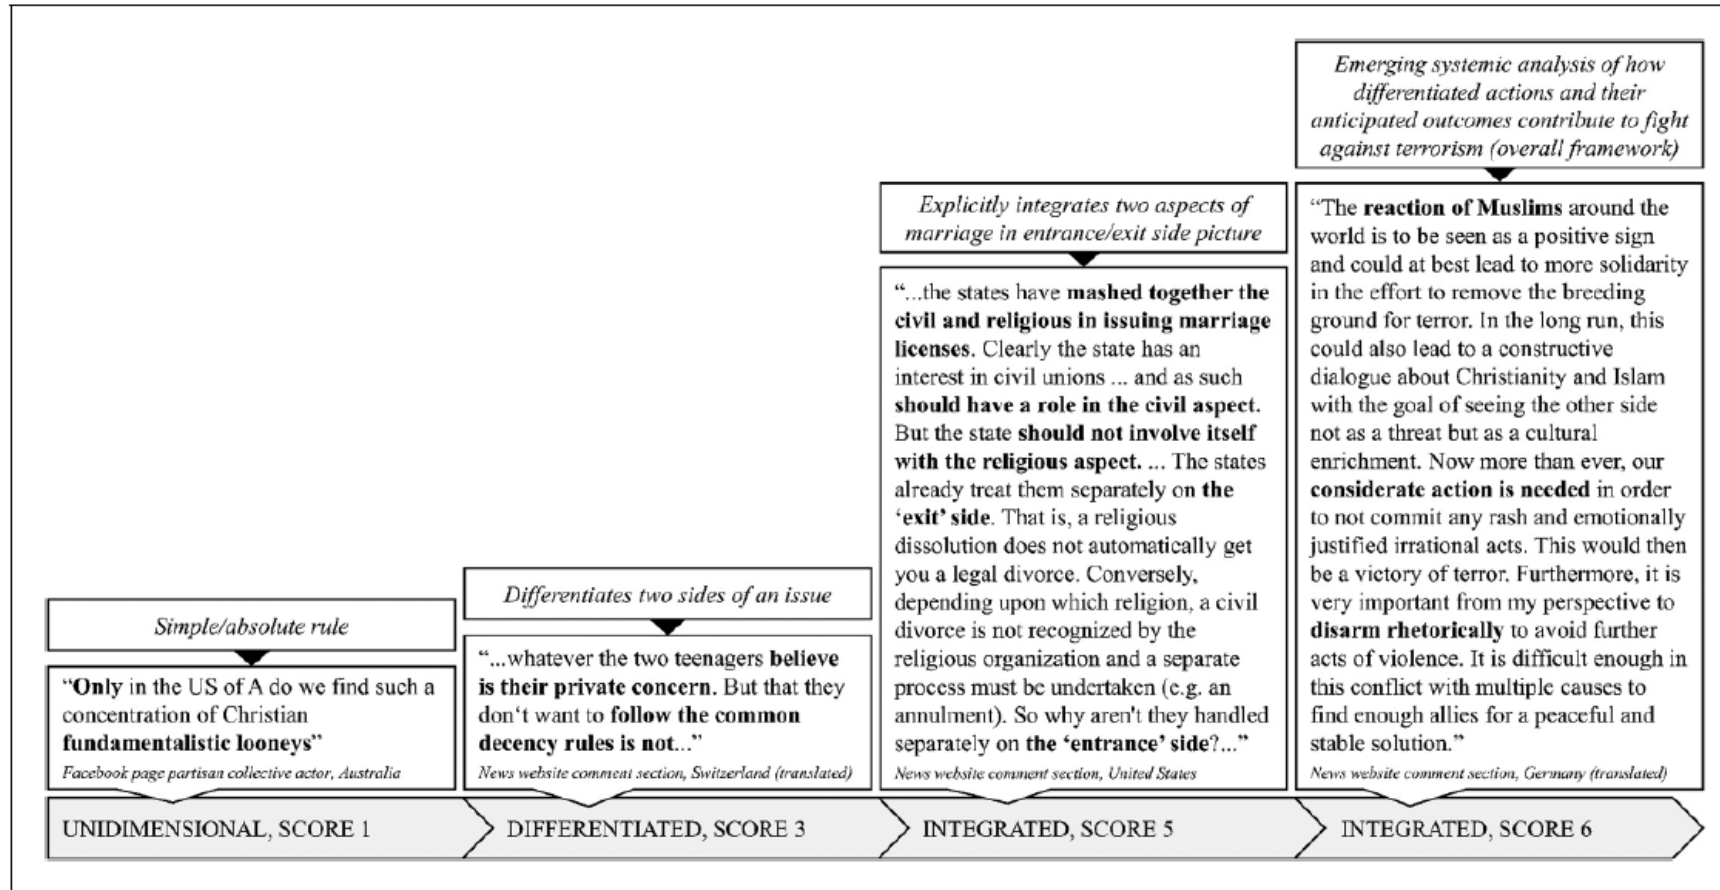 Simple/absolute rule
“Only in the US of A do we find such a
concentration of Christian
fundamentalistic looneys”
Facebook page partisan collective actor, Australia
UNIDIMENSIONAL, SCORE 1
Differentiates two sides of an issue
“...whatever the two teenagers believe
is their private concern. But that they
don‘t want to follow the common
decency rules is not...”
News website comment section, Switzerland (translated)
DIFFERENTIATED, SCORE 3
Explicitly integrates two aspects of
marriage in entrance/exit side picture
“...the states have mashed together the
civil and religious in issuing marriage
licenses. Clearly the state has an
interest in civil unions ... and as such
should have a role in the civil aspect.
But the state should not involve itself
with the religious aspect. ... The states
already treat them separately on the
‘exit’ side. That is, a religious
dissolution does not automatically get
you a legal divorce. Conversely,
depending upon which religion, a civil
divorce is not recognized by the
religious organization and a separate
process must be undertaken (e.g. an
annulment). So why aren't they handled
separately on the ‘entrance’ side?...”
News website comment section, United States
INTEGRATED, SCORE 5
Emerging systemic analysis of how
differentiated actions and their
anticipated outcomes contribute to fight
against terrorism (overall framework)
“The reaction of Muslims around the
world is to be seen as a positive sign
and could at best lead to more solidarity
in the effort to remove the breeding
ground for terror. In the long run, this
could also lead to a constructive
dialogue about Christianity and Islam
with the goal of seeing the other side
not as a threat but as a cultural
enrichment. Now more than ever, our
considerate action is needed in order
to not commit any rash and emotionally
justified irrational acts. This would then
be a victory of terror. Furthermore, it is
very important from my perspective to
disarm rhetorically to avoid further
acts of violence. It is difficult enough in
this conflict with multiple causes to
find enough allies for a peaceful and
stable solution.”
News website comment section, Germany (translated)
INTEGRATED, SCORE 6